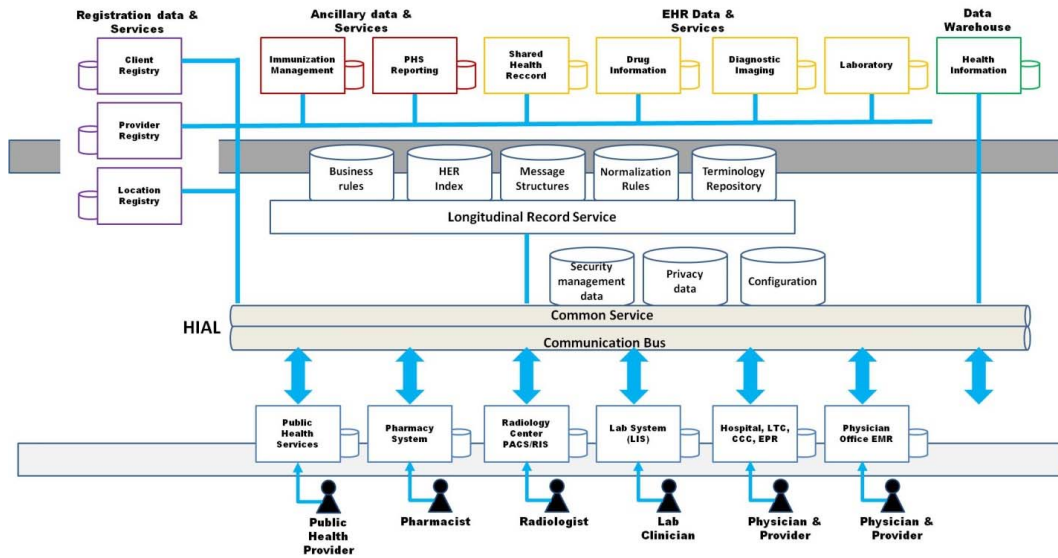 Registration data &
Services
Ancillary data &
Services
EHR Data &
Services
Data
Warehouse
Client
Registry
Immunization
Management
PHS
Reporting
Shared
Health
Reccord
Drug
Information
Diagnostic
Imaging
Laboratory
Health
Information
Provider
Registry
Location
Registry
Business
rules
HER
Index
Message
Structures
Normalization
Rules
Terminology
Repository
Longitudinal Record Service
Security
management
data
Privacy
data
Configuration
HIAL
Common Service
Communication Bus
Public
Health
Services
Pharmacy
System
Radiology
Center
PACS/RIS
Lab System
(LIS)
Hospital, LTC,
CCC, EPR
Physician
Office EMR
Public
Health
Provider
Pharmacist
Radiologist
Lab
Clinician
Physician &
Provider
Physician &
Provider